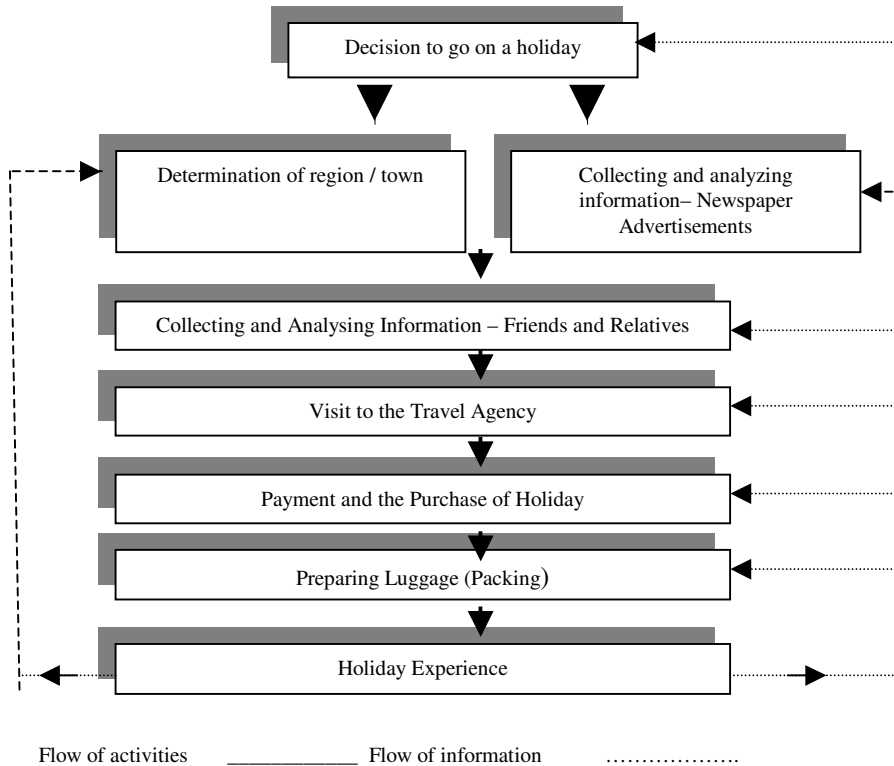 Decision to go on a holiday
Determination of region / town
Collecting and analyzing
information– Newspaper
Advertisements
Collecting and Analysing Information – Friends and Relatives
Visit to the Travel Agency
Payment and the Purchase of Holiday
Preparing Luggage (Packing)
Holiday Experience
Flow of activities ____________ Flow of information ...................